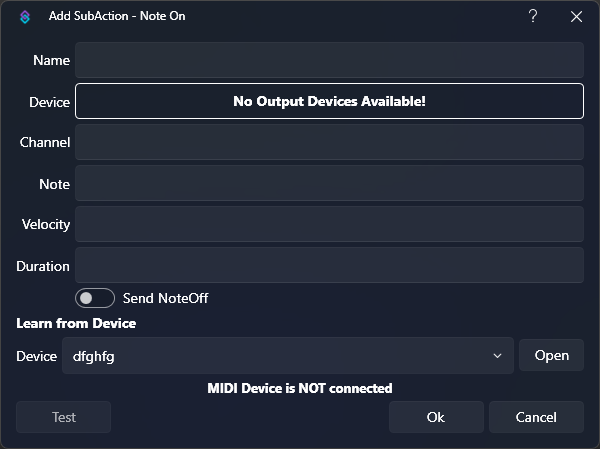 Add SubAction - Note On
?
Name
Device No Output Devices Available!
Channel
Note
Velocity
Duration
Send NoteOff
Learn from Device
Device dfghfg Open
MIDI Device is NOT connected
Test Ok Cancel